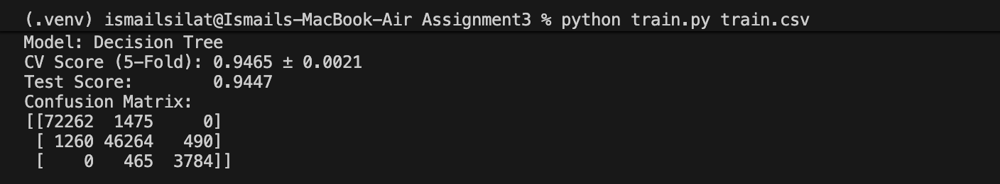 (.venv) ismailsilat@Ismails-MacBook-Air Assignment3 % python train.py train.csv
Model: Decision Tree
CV Score (5-Fold): 0.9465 ± 0.0021
Test Score:        0.9447
Confusion Matrix:
[[72262  1475     0]
 [ 1260 46264   490]
 [    0   465  3784]]